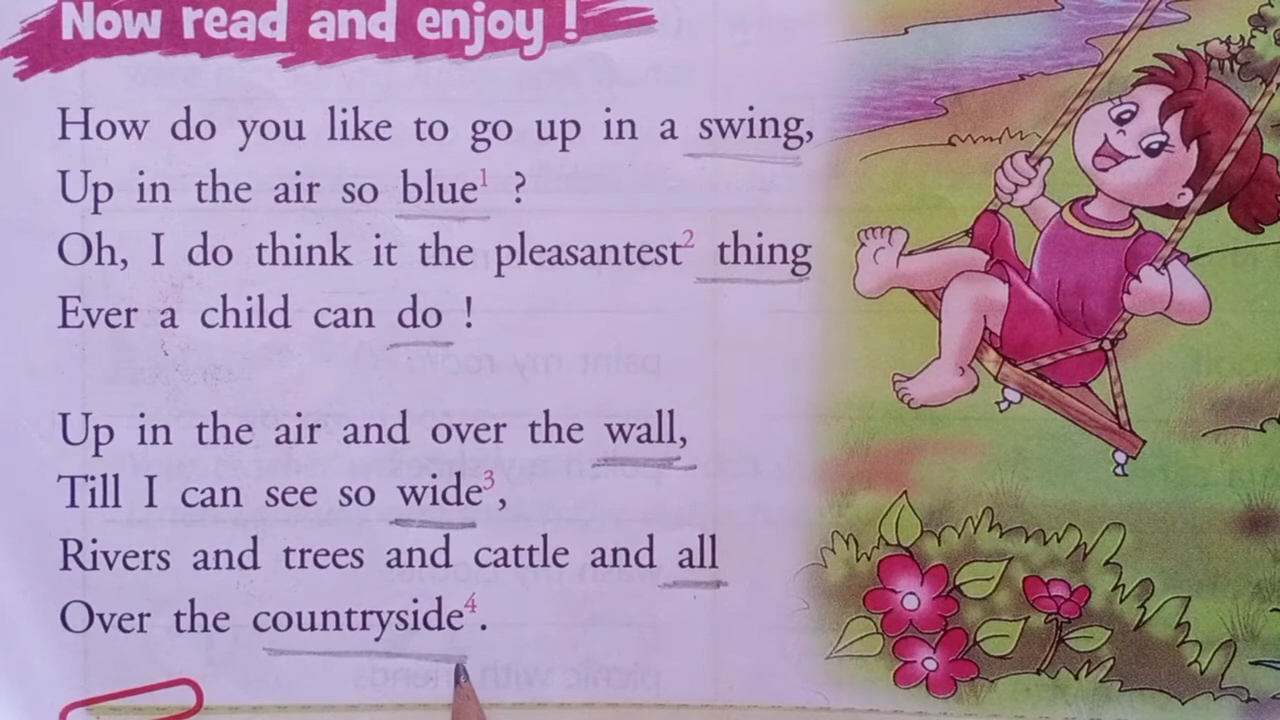 Now read and enjoy !
How do you like to go up in a swing,
Up in the air so blue¹ ?
Oh, I do think it the pleasantest² thing
Ever a child can do !
Up in the air and over the wall,
Till I can see so wide³,
Rivers and trees and cattle and all
Over the countryside⁴.